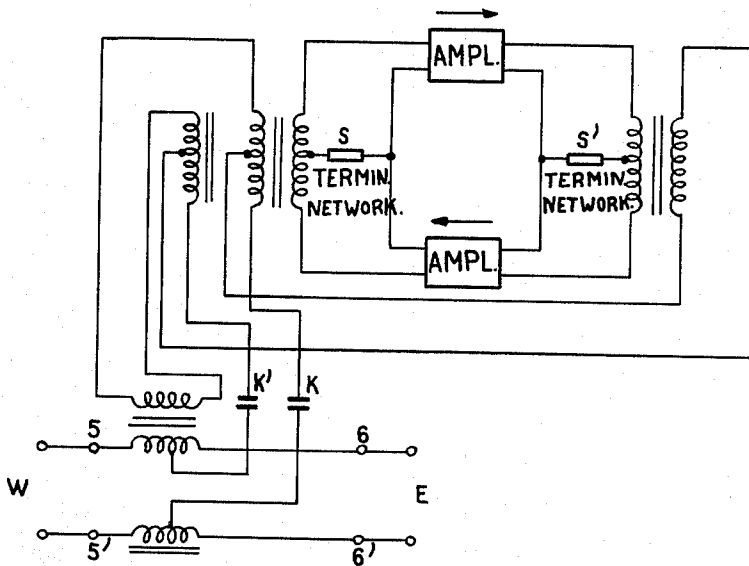 AMPL.
S
S'
TERMIN.
NETWORK.
TERMIN.
NETWORK.
AMPL.
K'
K
5
6
W
E
5'
6'